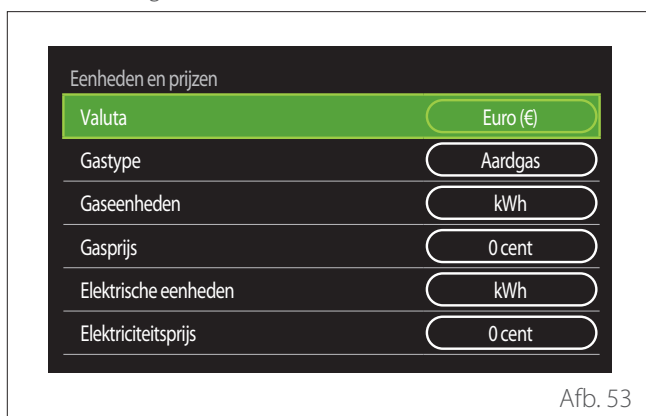 Eenheden en prijzen
Valuta Euro (€)
Gastype Aardgas
Gaseenheden kWh
Gasprijs 0 cent
Elektrische eenheden kWh
Elektriciteitsprijs 0 cent
Afb. 53